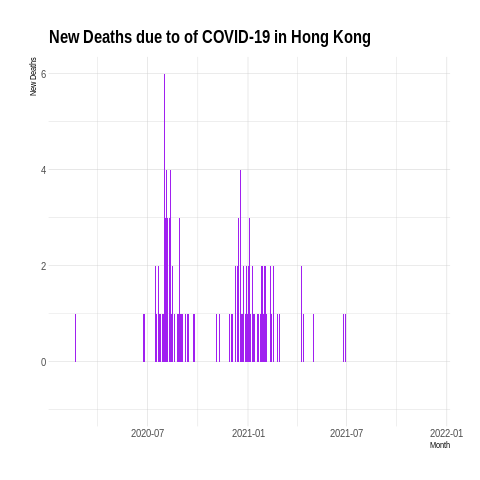 New Deaths due to of COVID-19 in Hong Kong
New Deaths
6
4
2
0
2020-07 2021-01 2021-07 2022-01
Month